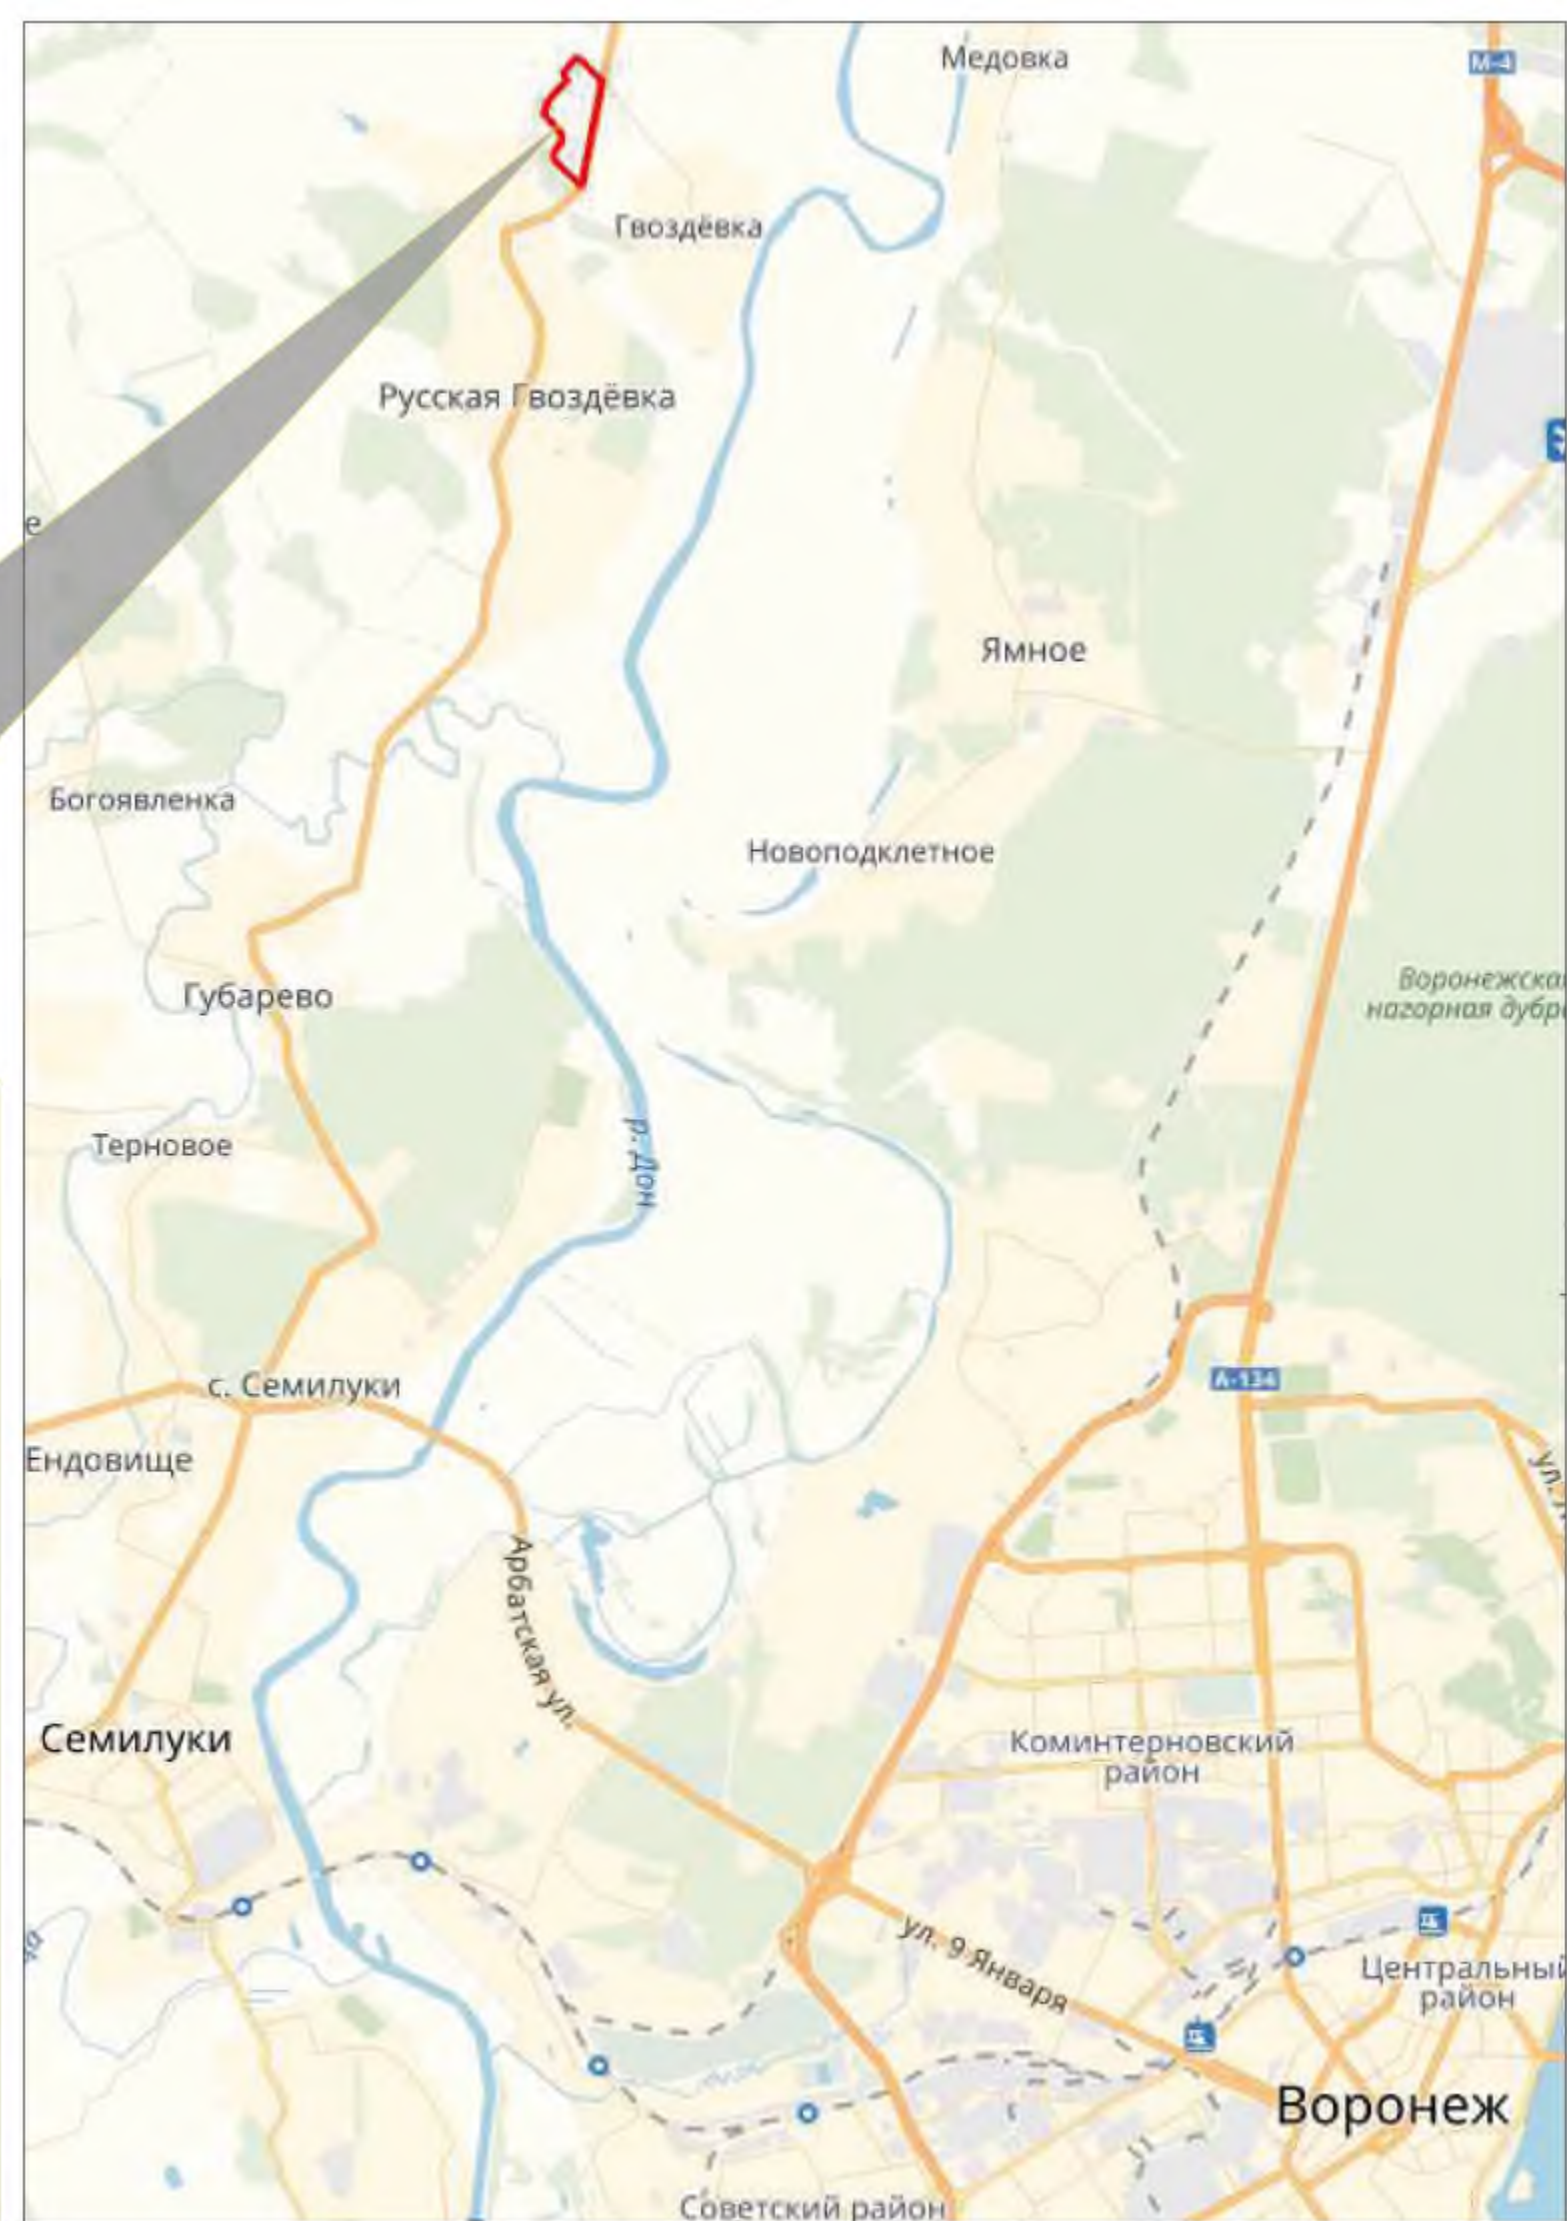 Медовка
М-4
Гвоздёвка
Русская Гвоздёвка
е
Ямное
Богоявленка
Новоподклетное
Воронежская
нагорная дубр
Губарево
р. Дон
Терновое
А-134
с. Семилуки
Ендовище
ул.
Арбатская ул.
Семилуки
Коминтерновский
район
ул. 9 Января
Центральный
район
Воронеж
Советский район